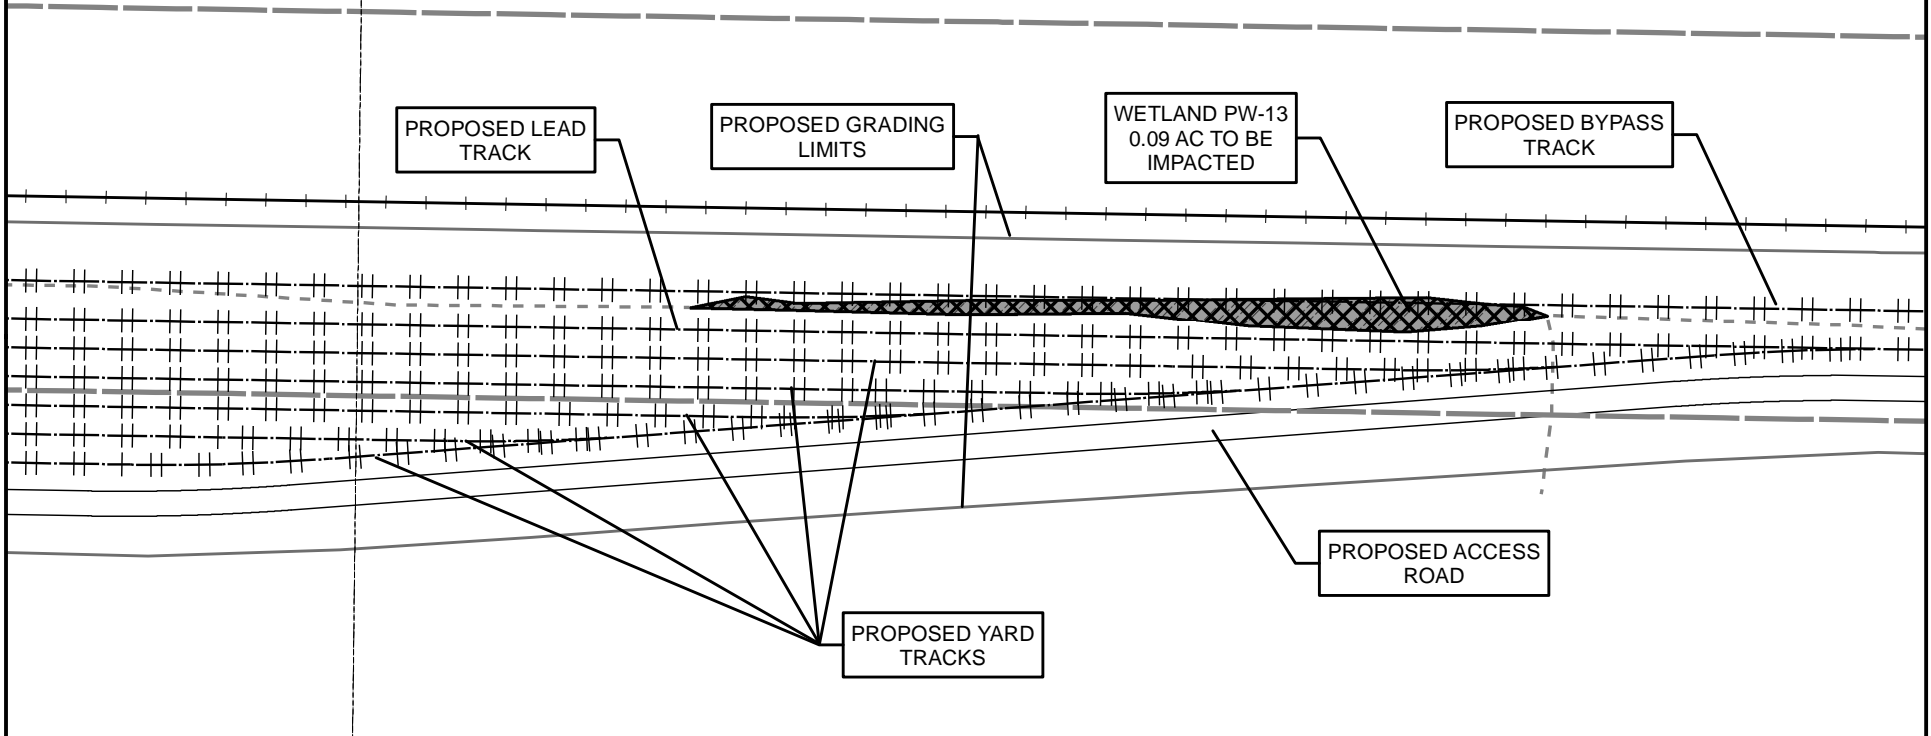 PROPOSED LEAD
TRACK
PROPOSED GRADING
LIMITS
WETLAND PW-13
0.09 AC TO BE
IMPACTED
PROPOSED BYPASS
TRACK
PROPOSED ACCESS
ROAD
PROPOSED YARD
TRACKS